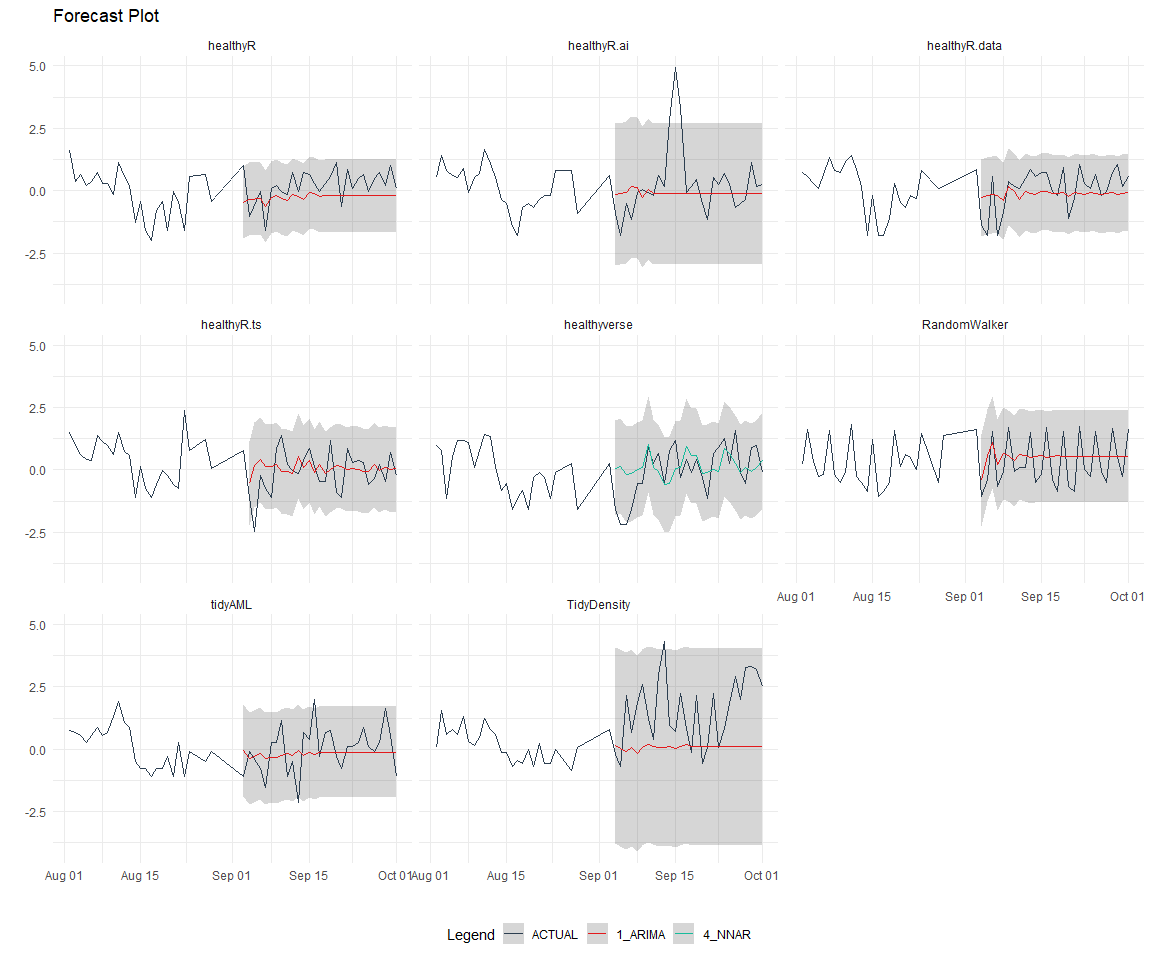 Forecast Plot
healthyR healthyR.ai healthyR.data
5.0
2.5
0.0
-2.5
healthyR.ts healthyverse RandomWalker
5.0
2.5
0.0
-2.5
Aug 01 Aug 15 Sep 01 Sep 15 Oct 01
tidyAML TidyDensity
5.0
2.5
0.0
-2.5
Aug 01 Aug 15 Sep 01 Sep 15 Oct 01 Aug 01 Aug 15 Sep 01 Sep 15 Oct 01
Legend ACTUAL 1_ARIMA 4_NNAR